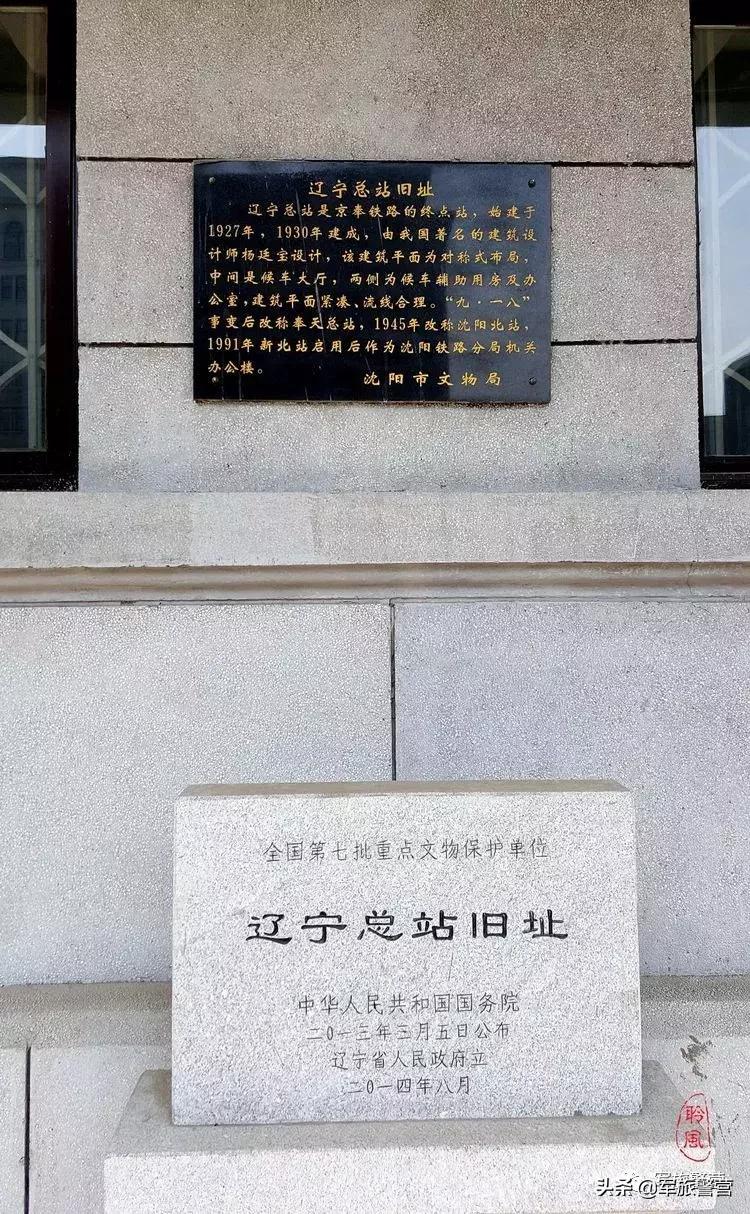 辽宁总站旧址
辽宁总站是京奉铁路的终点站，始建于
1927年，1930年建成，由我国著名的建筑设
计师杨廷宝设计，该建筑平面为对称式布局，
中间是候车大厅，两侧为候车辅助用房及办
公室，建筑平面紧凑、流线合理。“九·一八”
事变后改称奉天总站，1945年改称沈阳北站，
1991年新北站启用后作为沈阳铁路分局机关
办公楼。
沈阳市文物局
全国第七批重点文物保护单位
辽宁总站旧址
中华人民共和国国务院
二〇一三年三月五日公布
辽宁省人民政府立
二〇一四年八月
聆風
头条@军旅警营